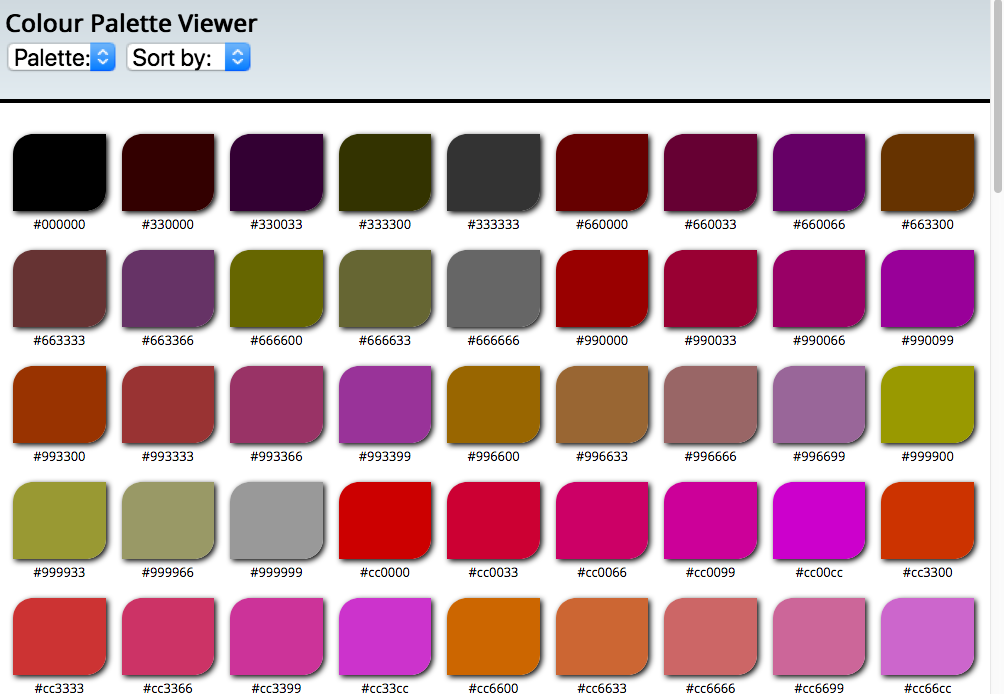 Colour Palette Viewer
Palette: Sort by:
#000000 #330000 #330033 #333300 #333333 #660000 #660033 #660066 #663300
#663333 #663366 #666600 #666633 #666666 #990000 #990033 #990066 #990099
#993300 #993333 #993366 #993399 #996600 #996633 #996666 #996699 #999900
#999933 #999966 #999999 #cc0000 #cc0033 #cc0066 #cc0099 #cc00cc #cc3300
#cc3333 #cc3366 #cc3399 #cc33cc #cc6600 #cc6633 #cc6666 #cc6699 #cc66cc